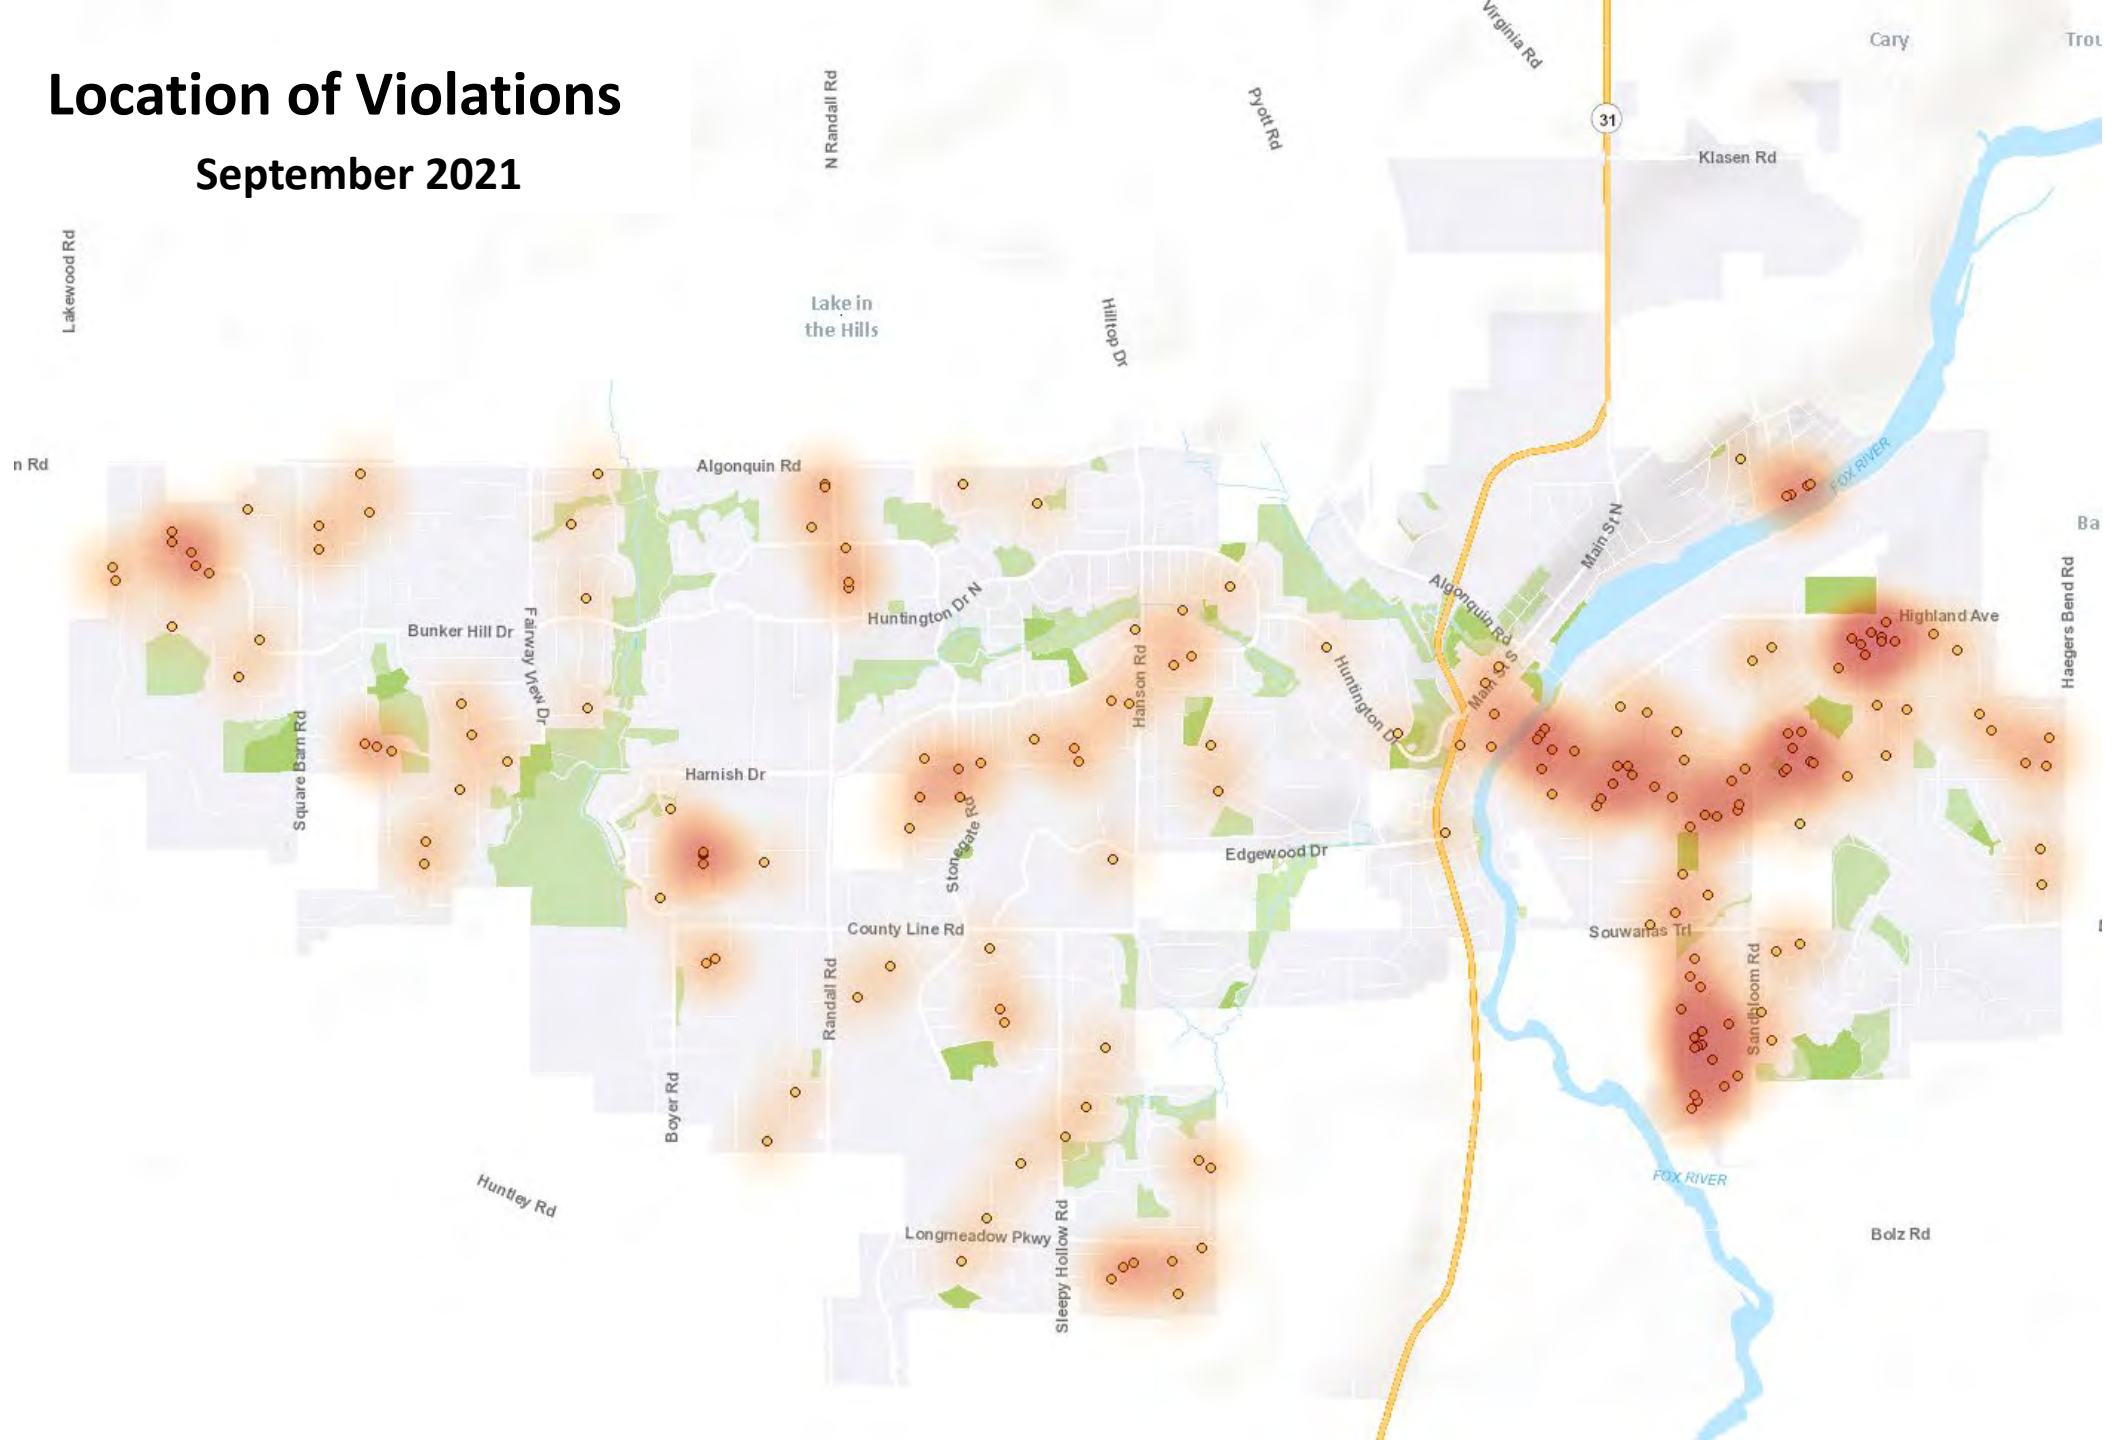 Location of Violations
September 2021
Virginia Rd
Cary
N Randall Rd
Pyott Rd
31
Klasen Rd
Lakewood Rd
Lake in
the Hills
Hilltop Dr
n Rd
Algonquin Rd
FOX RIVER
Main St N
Ba
Haegers Bend Rd
Algonquin Rd
Huntington Dr N
Highland Ave
Bunker Hill Dr
Fairway View Dr
Hanson Rd
Huntington Dr
Main St S
Square Barn Rd
Harnish Dr
Stonegate Rd
Edgewood Dr
County Line Rd
Souwanas Trl
Randall Rd
Sandbloom Rd
Boyer Rd
Huntley Rd
FOX RIVER
Longmeadow Pkwy
Sleepy Hollow Rd
Bolz Rd